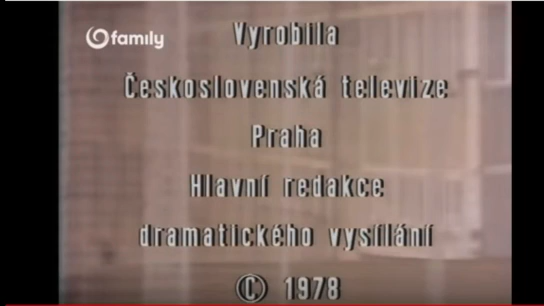 family
Vyrobila
Československá televize
Praha
Hlavní redakce
dramatického vysílání
© 1978